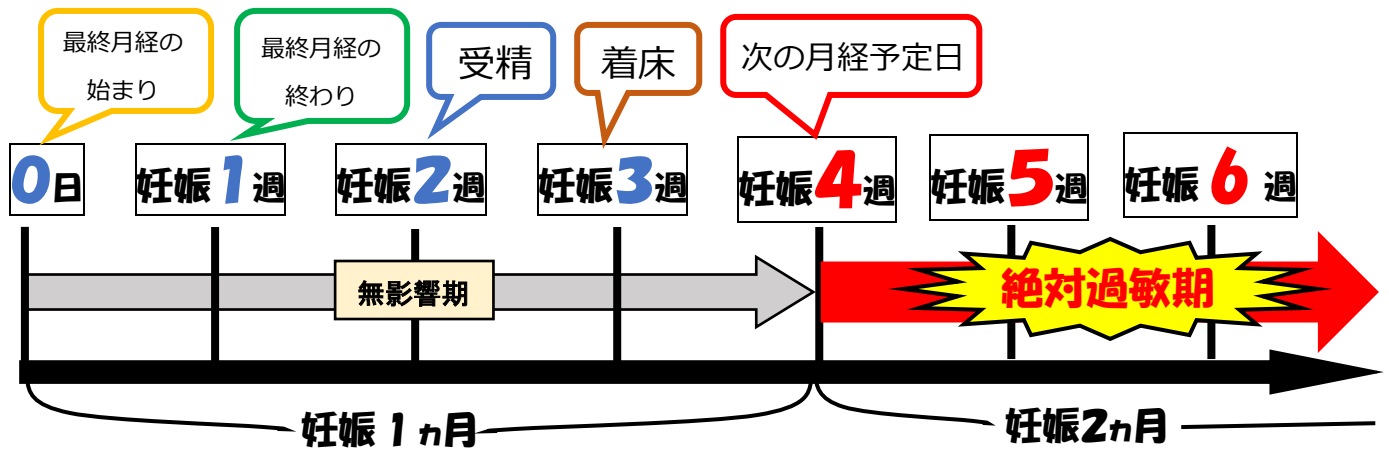 最終月経の
始まり
最終月経の
終わり
受精
着床
次の月経予定日
0日
妊娠1週
妊娠2週
妊娠3週
妊娠4週
妊娠5週
妊娠6週
無影響期
絶対過敏期
妊娠1ヵ月
妊娠2ヵ月